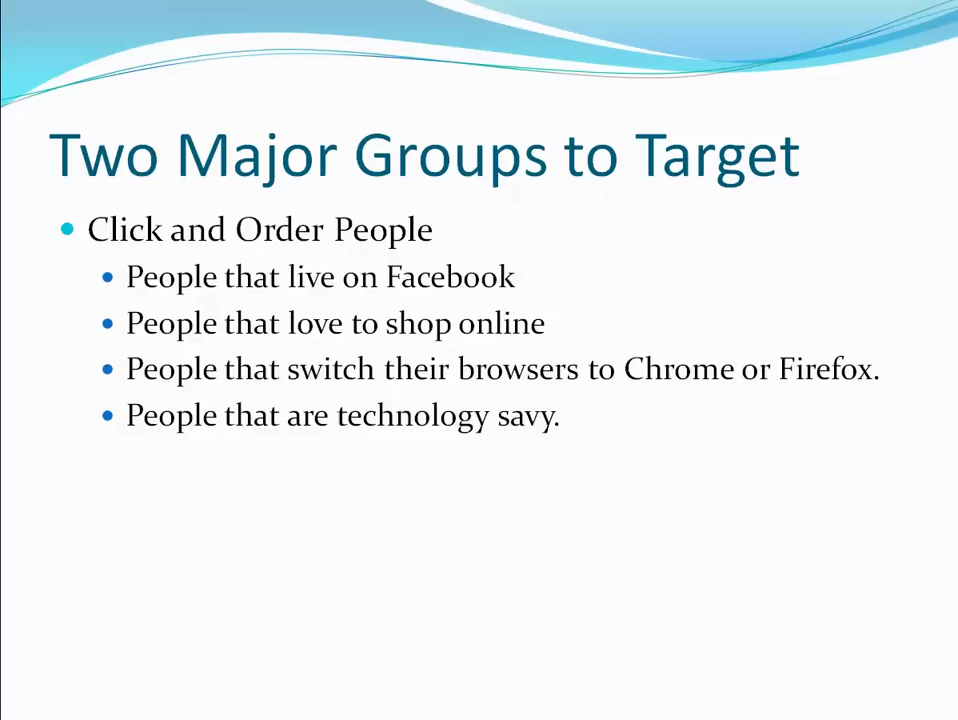 Two Major Groups to Target
Click and Order People
People that live on Facebook
People that love to shop online
People that switch their browsers to Chrome or Firefox.
People that are technology savy.